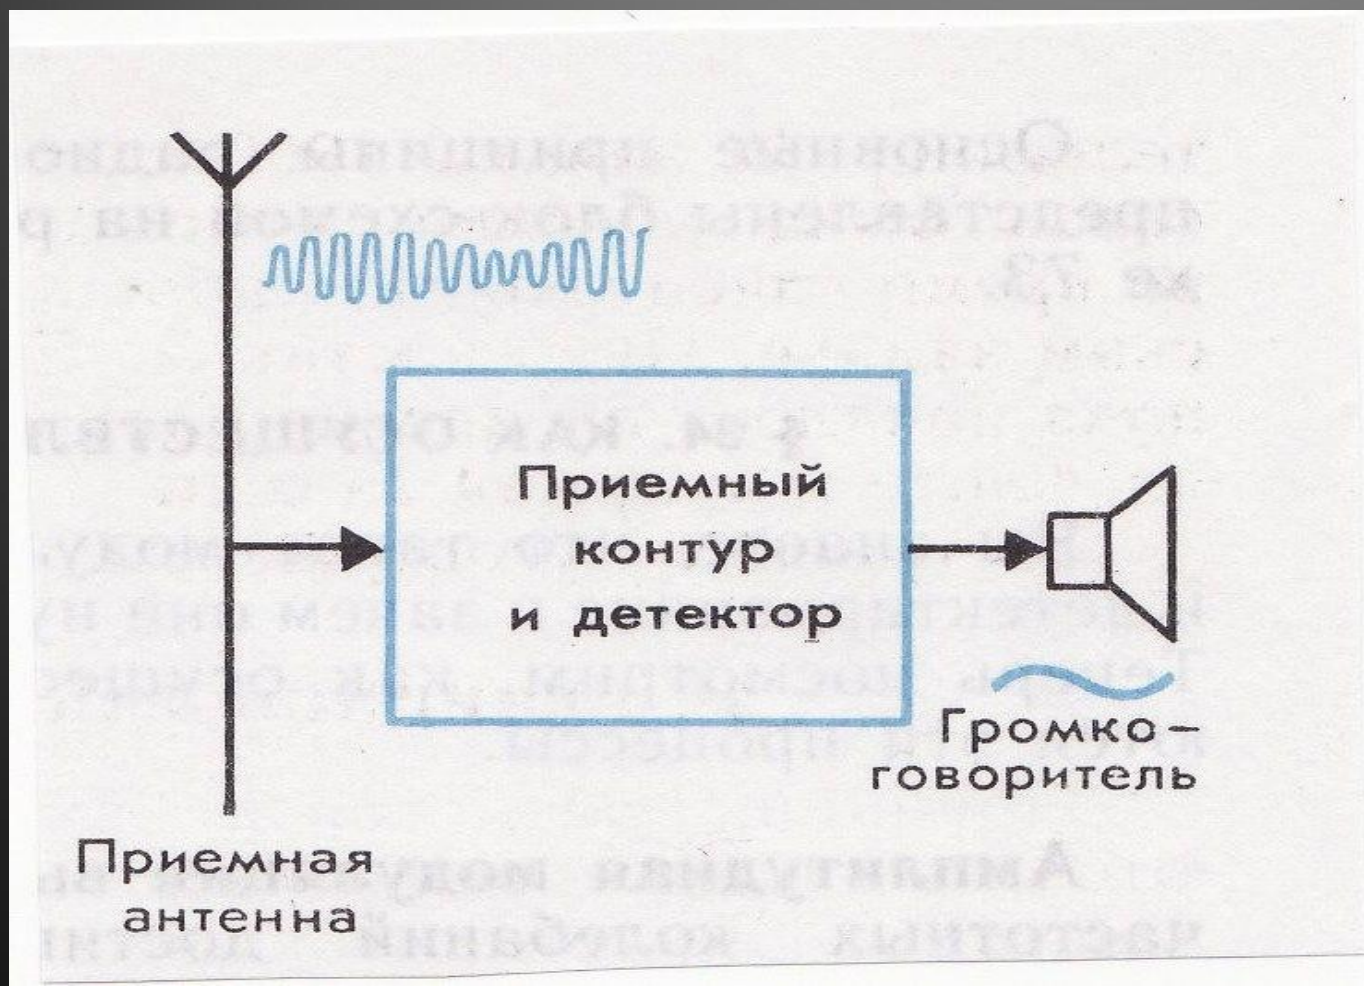 Приемный
контур
и детектор
Громко-
говоритель
Приемная
антенна